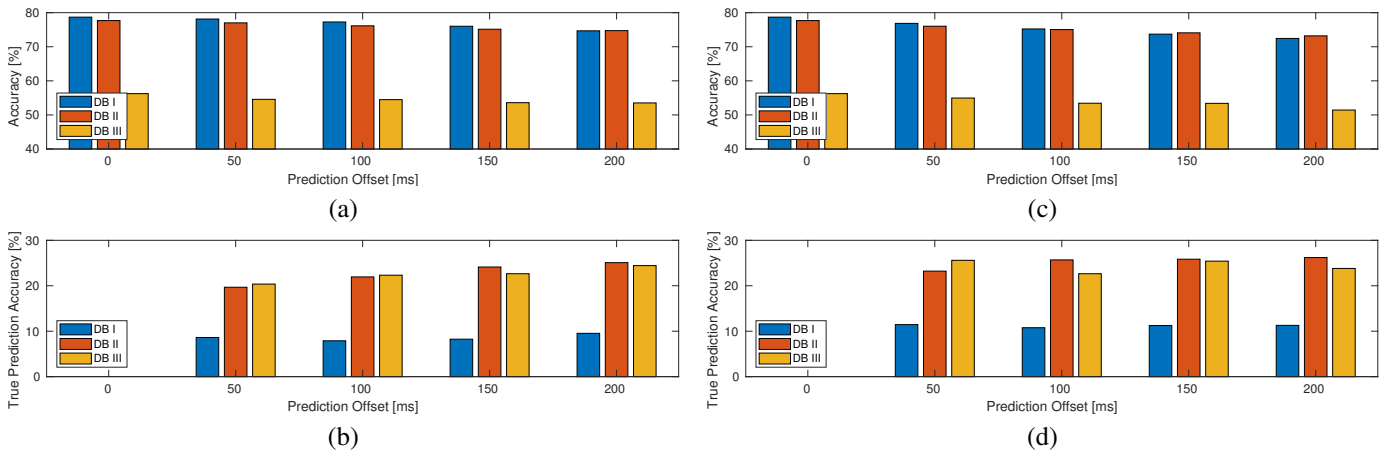 80
70
60
50
40
Accuracy [%]
DB I
DB II
DB III
0 50 100 150 200
Prediction Offset [ms]
(a)
80
70
60
50
40
Accuracy [%]
DB I
DB II
DB III
0 50 100 150 200
Prediction Offset [ms]
(c)
30
20
10
0
True Prediction Accuracy [%]
DB I
DB II
DB III
0 50 100 150 200
Prediction Offset [ms]
(b)
30
20
10
0
True Prediction Accuracy [%]
DB I
DB II
DB III
0 50 100 150 200
Prediction Offset [ms]
(d)